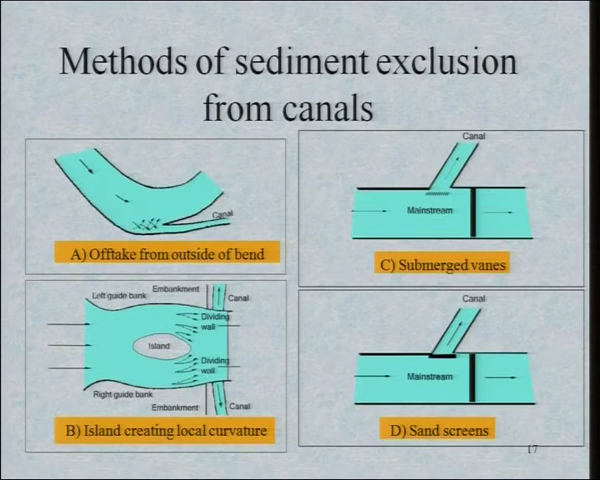 Methods of sediment exclusion
from canals
Canal
A) Offtake from outside of bend
Canal
Mainstream
C) Submerged vanes
Left guide bank
Embankment
Canal
Dividing
wall
Island
Dividing
wall
Right guide bank
Embankment
Canal
B) Island creating local curvature
Canal
Mainstream
D) Sand screens
17